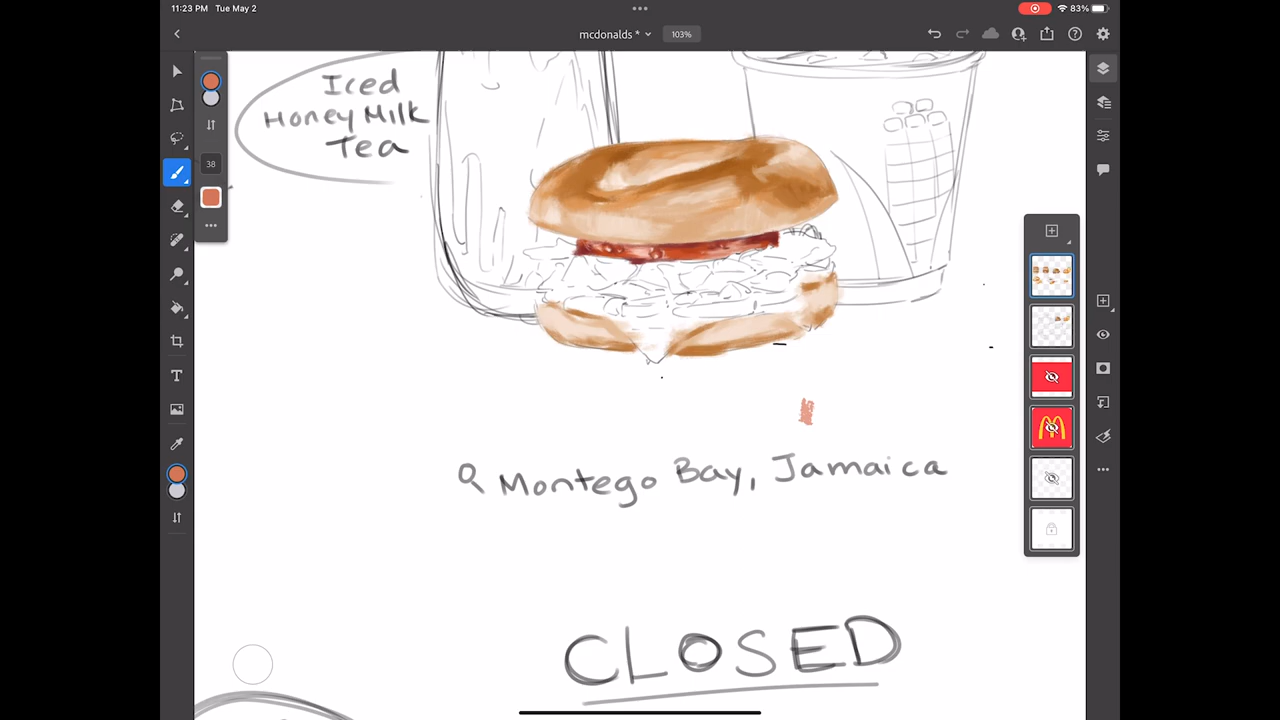 11:23 PM Tue May 2
83%
mcdonalds *
103%
38
Iced
Honey Milk
Tea
Montego Bay, Jamaica
CLOSED